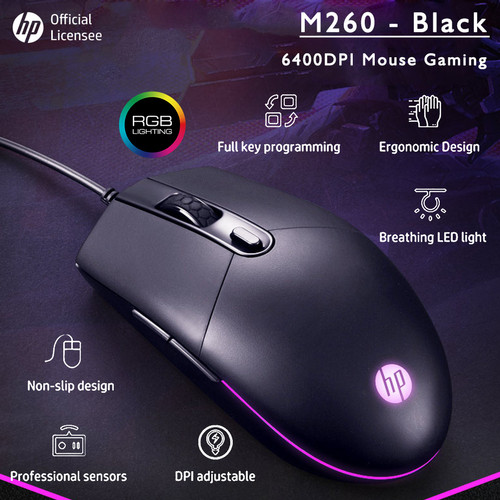 hp
Official
Licensee
M260 - Black
6400DPI Mouse Gaming
RGB
LIGHTING
Full key programming
Ergonomic Design
Breathing LED light
hp
Non-slip design
Professional sensors
DPI adjustable